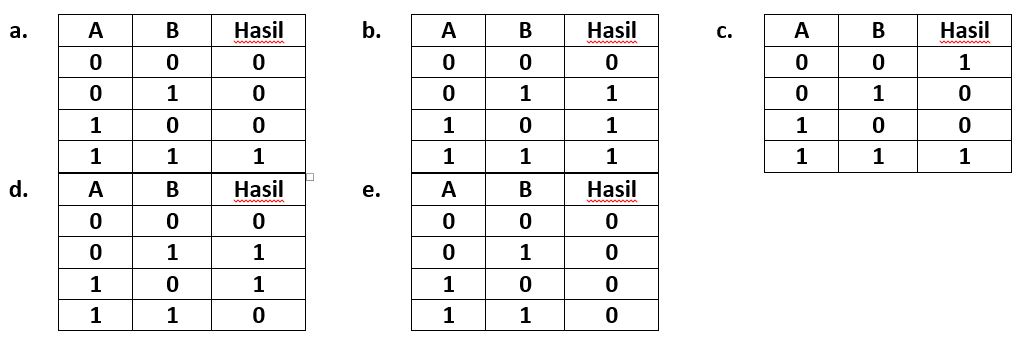 a. A B Hasil b. A B Hasil c. A B Hasil
0 0 0 0 0 0 0 0 1
0 1 0 0 1 1 0 1 0
1 0 0 1 0 1 1 0 0
1 1 1 1 1 1 1 1 1
d. A B Hasil e. A B Hasil
0 0 0 0 0 0
0 1 1 0 1 0
1 0 1 1 0 0
1 1 0 1 1 0